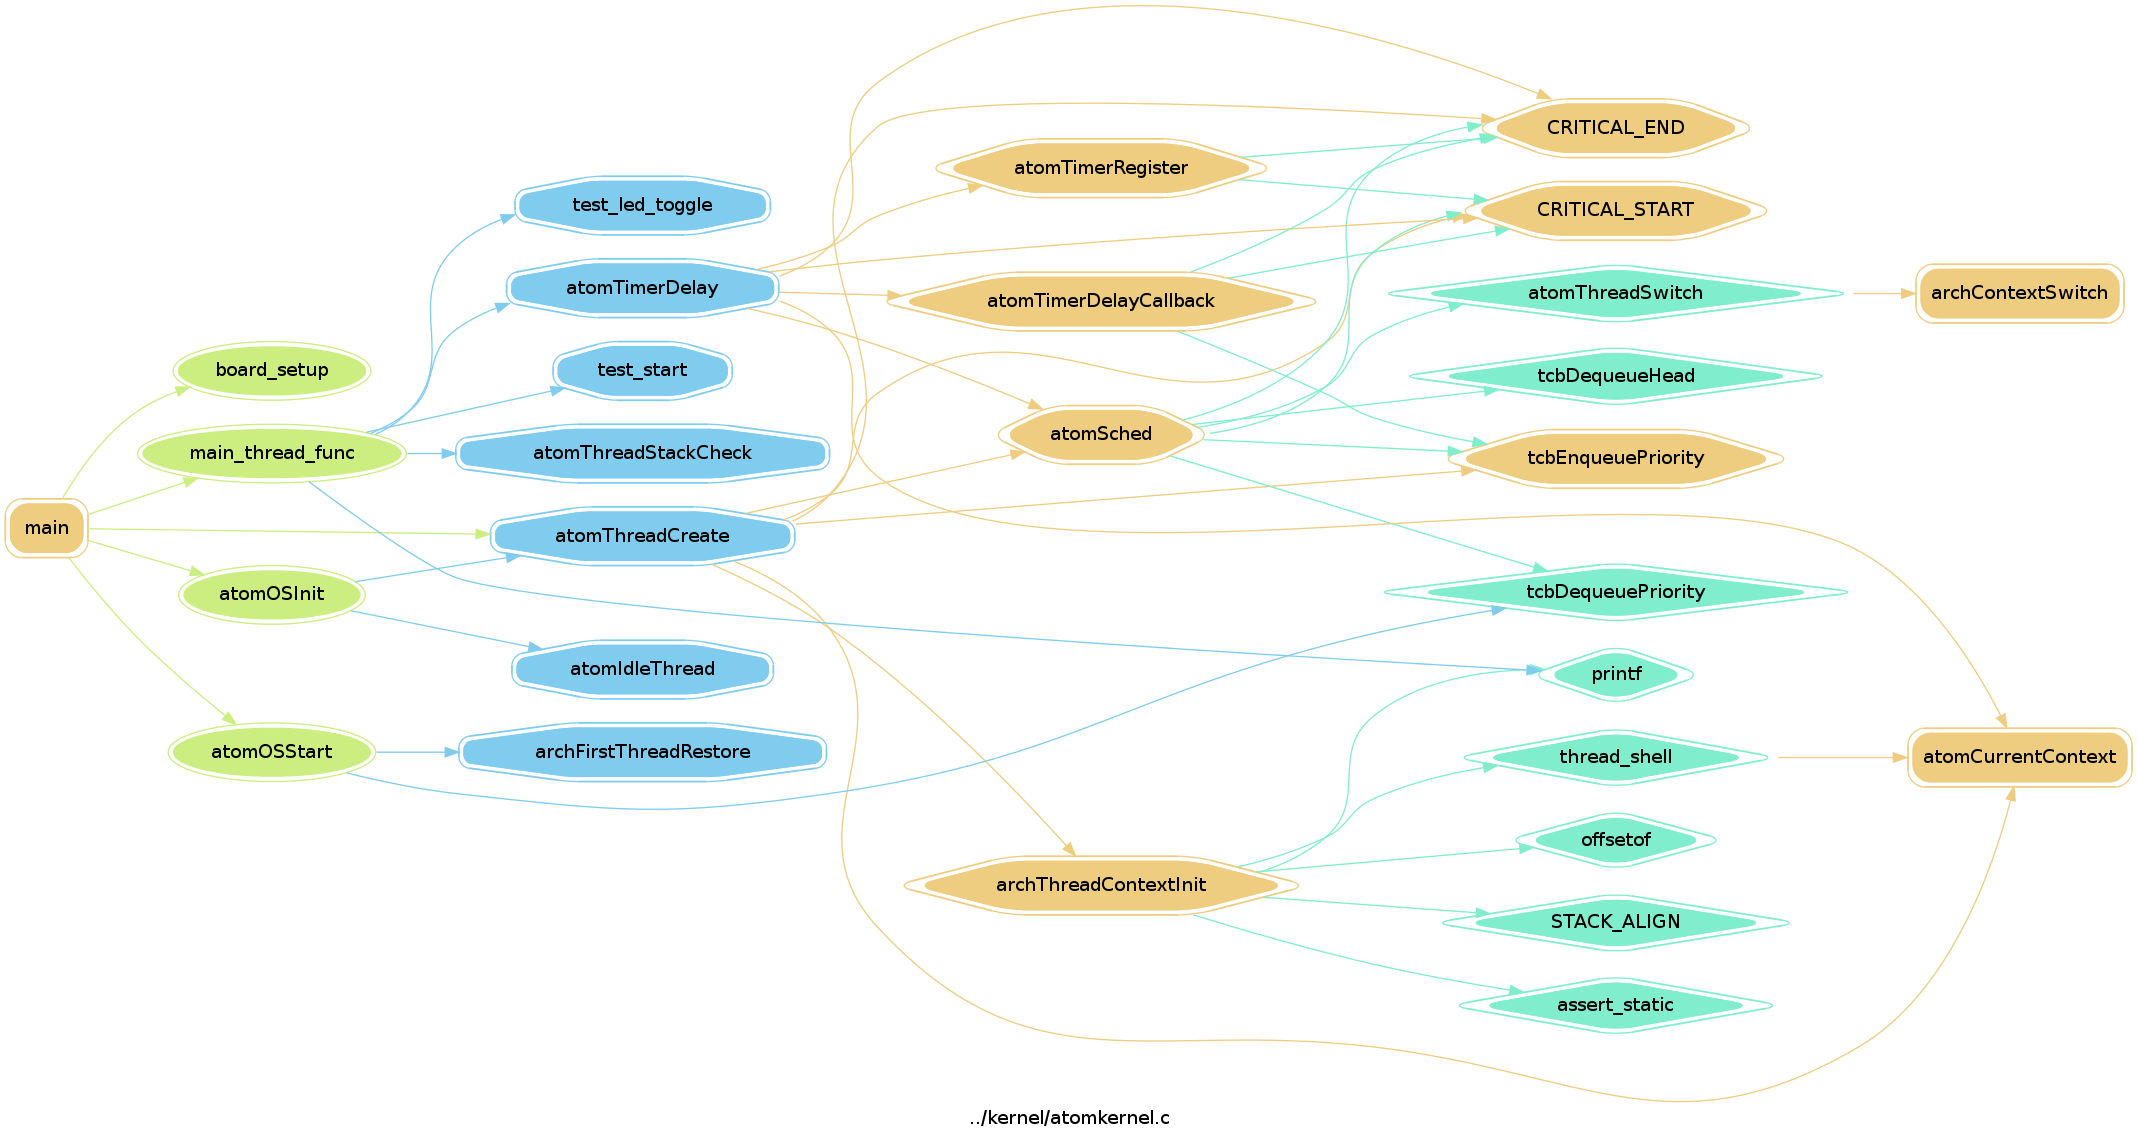 main
board_setup
main_thread_func
atomOSInit
atomOSStart
test_led_toggle
atomTimerDelay
test_start
atomThreadStackCheck
atomThreadCreate
atomIdleThread
archFirstThreadRestore
atomTimerRegister
atomTimerDelayCallback
atomSched
archThreadContextInit
CRITICAL_END
CRITICAL_START
atomThreadSwitch
tcbDequeueHead
tcbEnqueuePriority
tcbDequeuePriority
printf
thread_shell
offsetof
STACK_ALIGN
assert_static
archContextSwitch
atomCurrentContext
../kernel/atomkernel.c